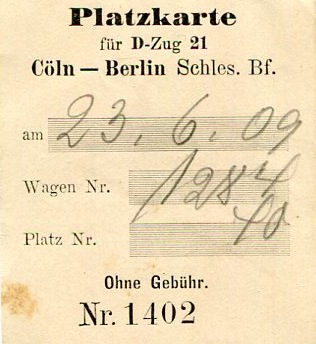 Platzkarte
für D-Zug 21
Cöln — Berlin Schles. Bf.
am 23. 6. 09
Wagen Nr. 1284
Platz Nr. 40
Ohne Gebühr.
Nr. 1402